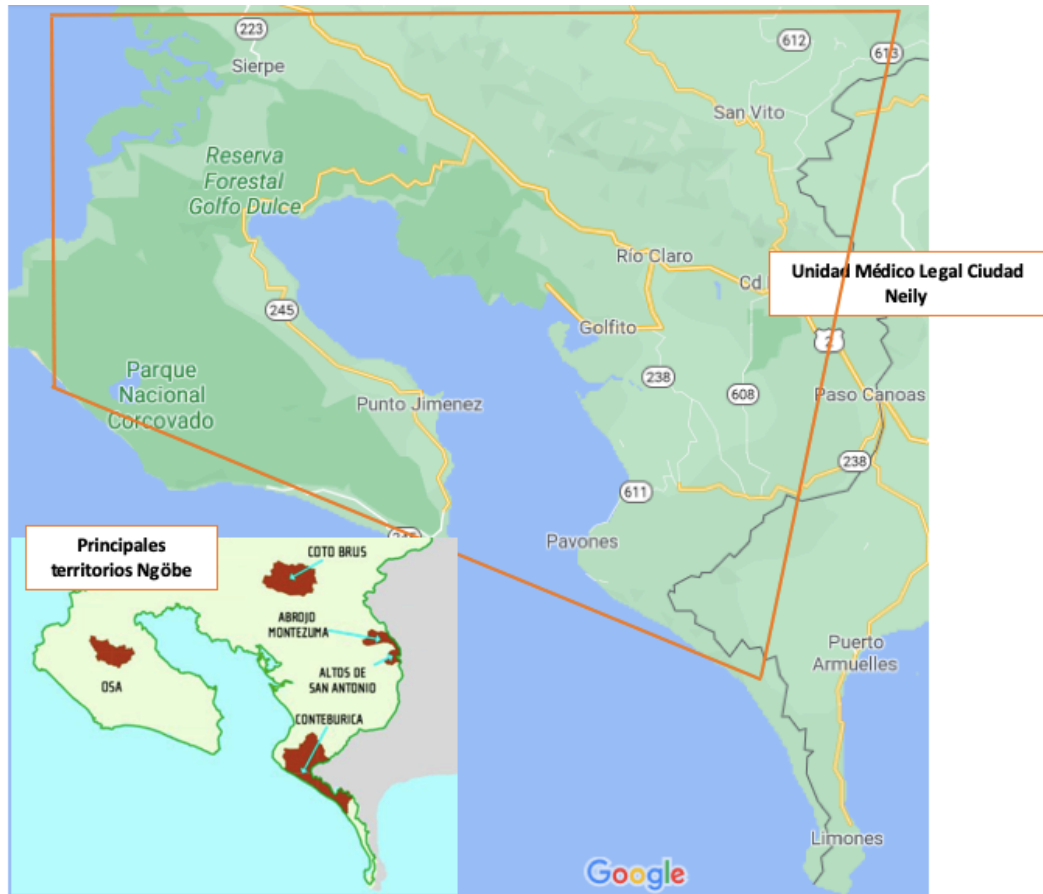 223
Sierpe
612
613
San Vito
Reserva
Forestal
Golfo Dulce
Río Claro
Cd
Unidad Médico Legal Ciudad
Neily
245
Golfito
2
238
608
Parque
Nacional
Corcovado
Punto Jimenez
Paso Canoas
238
611
Pavones
Principales
territorios Ngöbe
COTO BRUS
ABROJO
MONTEZUMA
OSA
ALTOS DE
SAN ANTONIO
CONTEBURICA
Puerto
Armuelles
Limones
Google